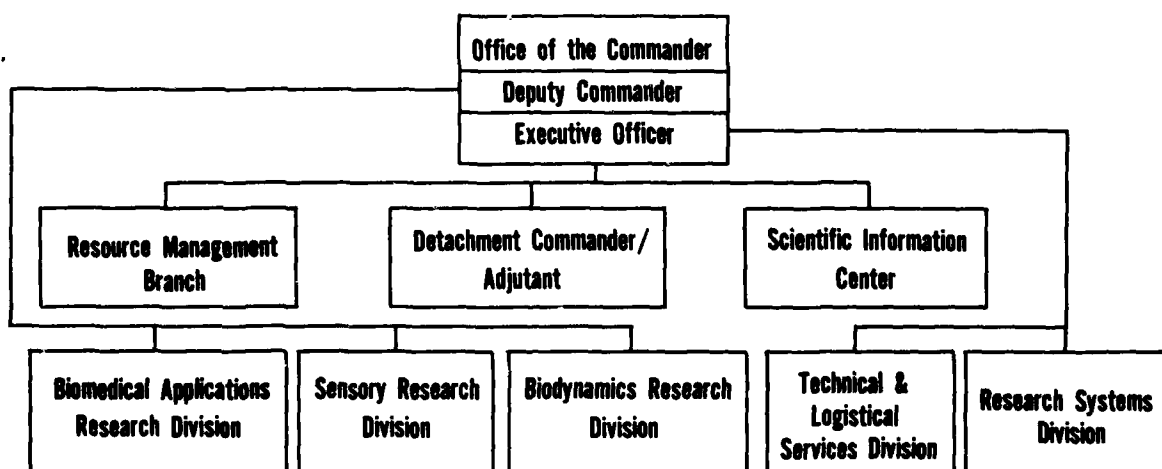 Office of the Commander
Deputy Commander
Executive Officer
Resource Management
Branch
Detachment Commander/
Adjutant
Scientific Information
Center
Biomedical Applications
Research Division
Sensory Research
Division
Biodynamics Research
Division
Technical &
Logistical
Services Division
Research Systems
Division